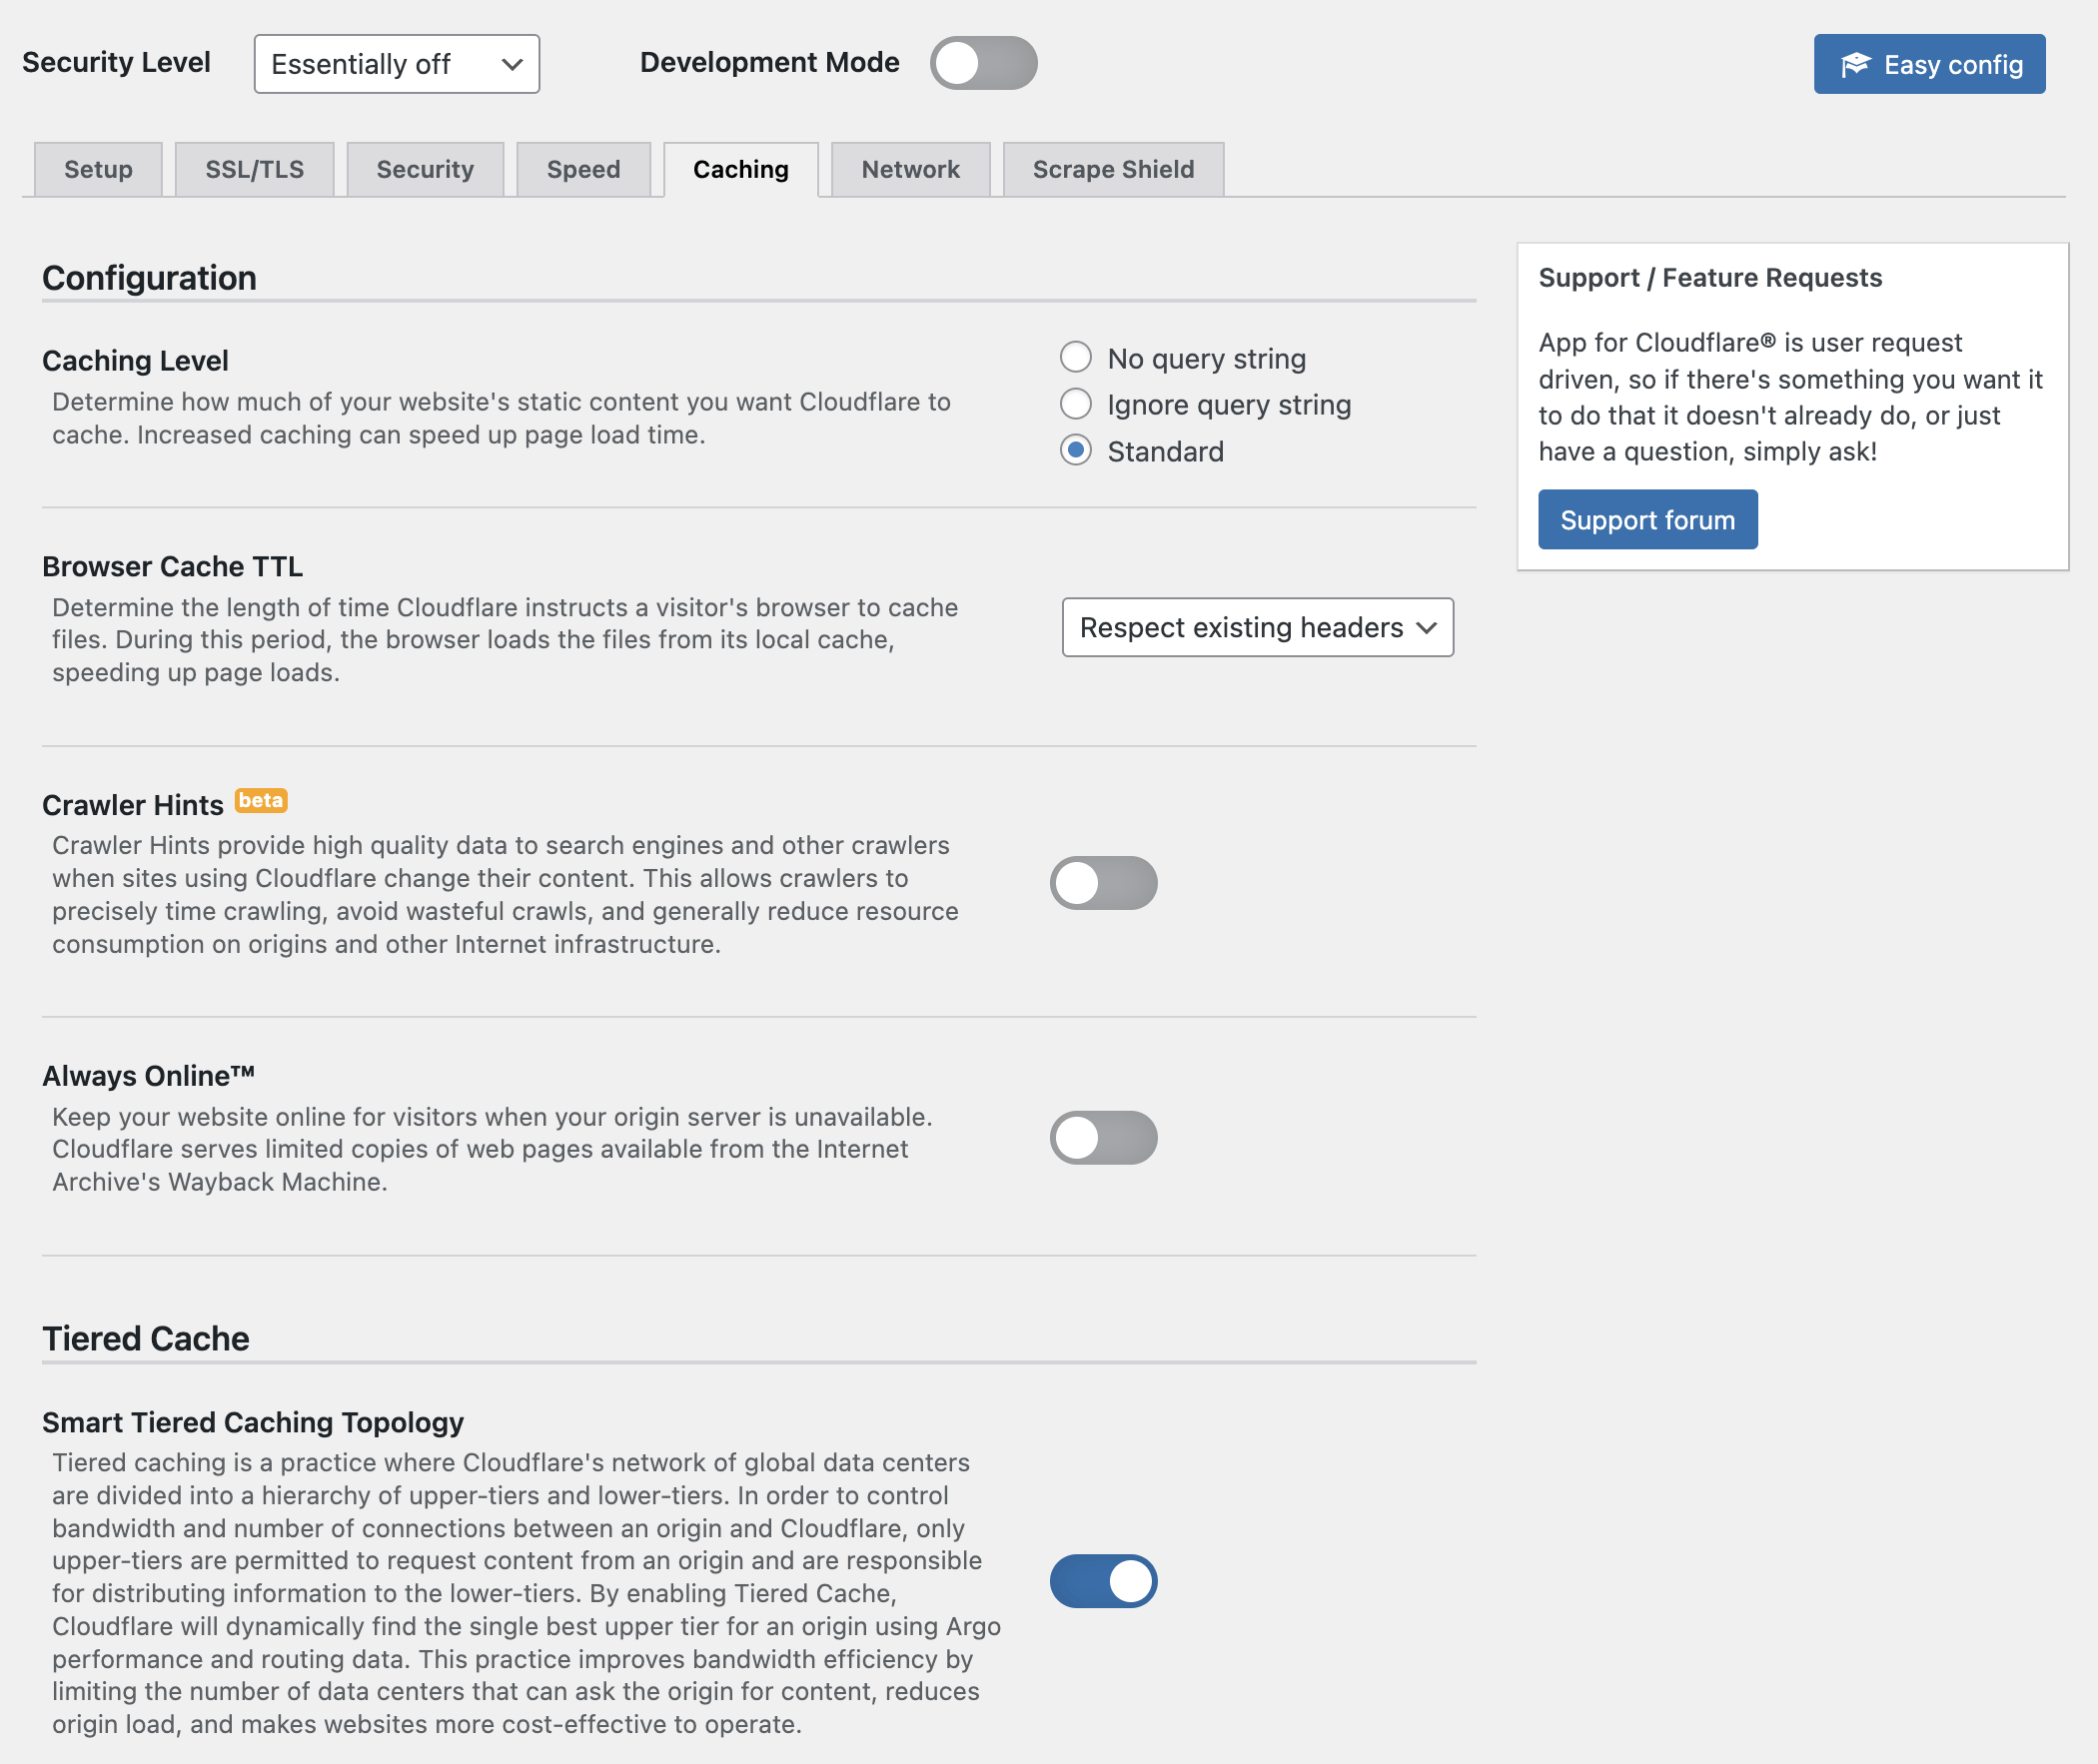 Security Level
Essentially off
Development Mode
Easy config
Setup
SSL/TLS
Security
Speed
Caching
Network
Scrape Shield
Configuration
Caching Level
Determine how much of your website's static content you want Cloudflare to
cache. Increased caching can speed up page load time.
No query string
Ignore query string
Standard
Browser Cache TTL
Determine the length of time Cloudflare instructs a visitor's browser to cache
files. During this period, the browser loads the files from its local cache,
speeding up page loads.
Respect existing headers
Crawler Hints beta
Crawler Hints provide high quality data to search engines and other crawlers
when sites using Cloudflare change their content. This allows crawlers to
precisely time crawling, avoid wasteful crawls, and generally reduce resource
consumption on origins and other Internet infrastructure.
Always Online™
Keep your website online for visitors when your origin server is unavailable.
Cloudflare serves limited copies of web pages available from the Internet
Archive's Wayback Machine.
Tiered Cache
Smart Tiered Caching Topology
Tiered caching is a practice where Cloudflare's network of global data centers
are divided into a hierarchy of upper-tiers and lower-tiers. In order to control
bandwidth and number of connections between an origin and Cloudflare, only
upper-tiers are permitted to request content from an origin and are responsible
for distributing information to the lower-tiers. By enabling Tiered Cache,
Cloudflare will dynamically find the single best upper tier for an origin using Argo
performance and routing data. This practice improves bandwidth efficiency by
limiting the number of data centers that can ask the origin for content, reduces
origin load, and makes websites more cost-effective to operate.
Support / Feature Requests
App for Cloudflare® is user request
driven, so if there's something you want it
to do that it doesn't already do, or just
have a question, simply ask!
Support forum